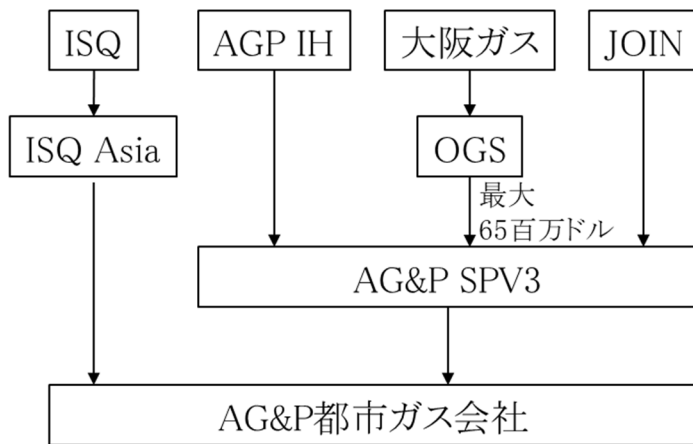 ISQ
AGP IH
大阪ガス
JOIN
ISQ Asia
OGS
最大
65百万ドル
AG&P SPV3
AG&P都市ガス会社